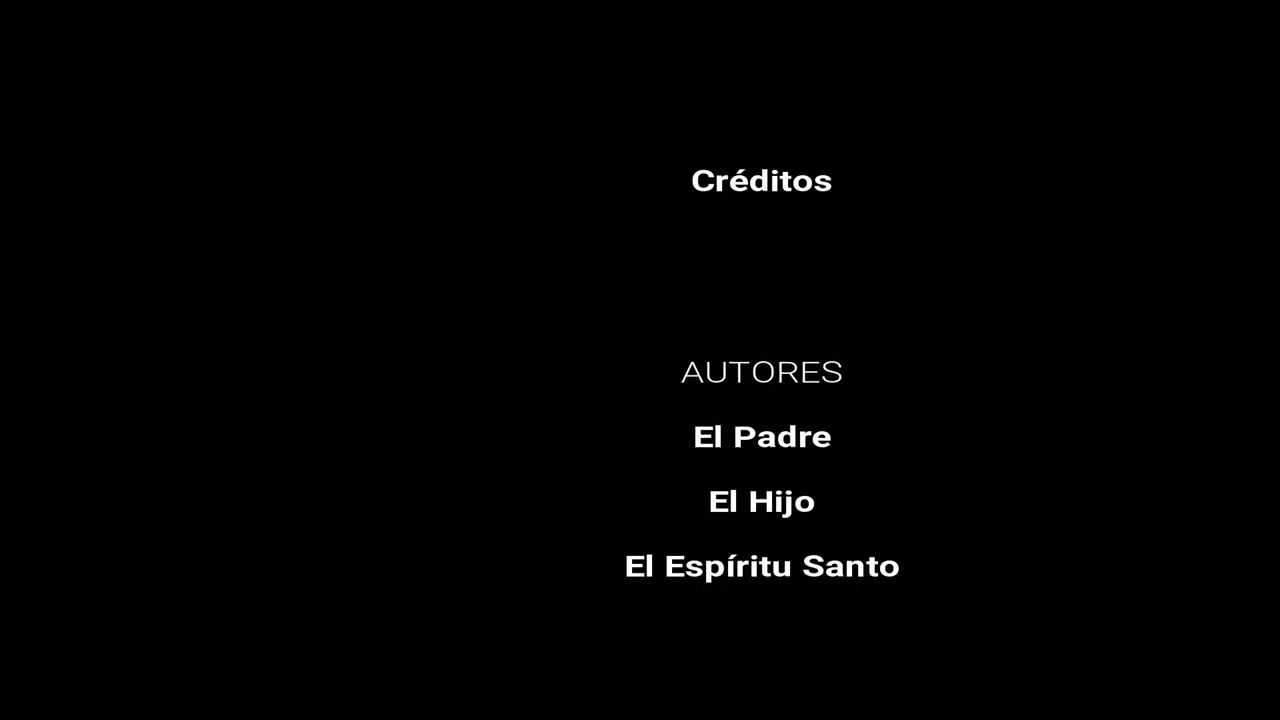 Créditos
AUTORES
El Padre
El Hijo
El Espíritu Santo